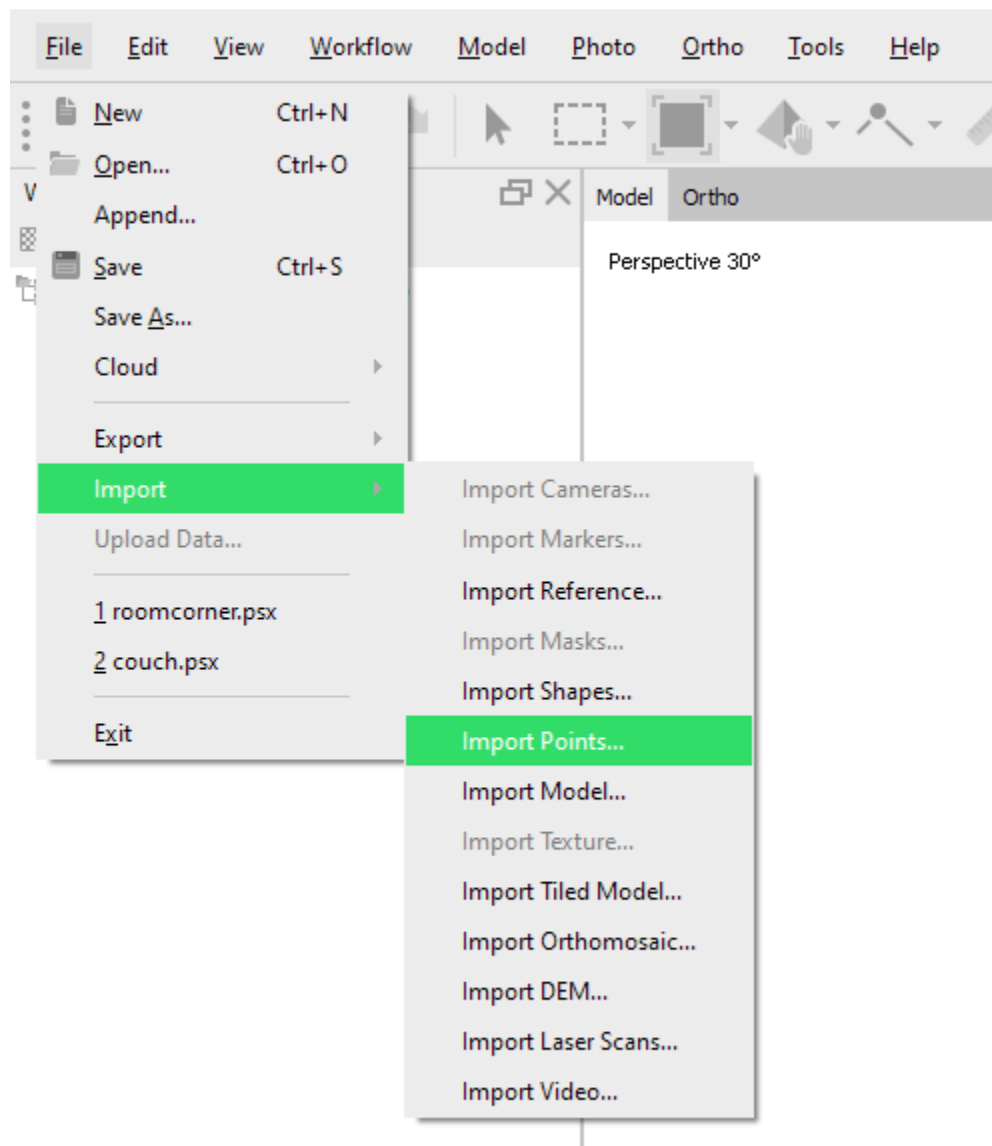 File Edit View Workflow Model Photo Ortho Tools Help
New Ctrl+N
Open... Ctrl+O
Append...
Save Ctrl+S
Save As...
Cloud
Export
Import
Upload Data...
1 roomcorner.psx
2 couch.psx
Exit
Model Ortho
Perspective 30°
Import Cameras...
Import Markers...
Import Reference...
Import Masks...
Import Shapes...
Import Points...
Import Model...
Import Texture...
Import Tiled Model...
Import Orthomosaic...
Import DEM...
Import Laser Scans...
Import Video...